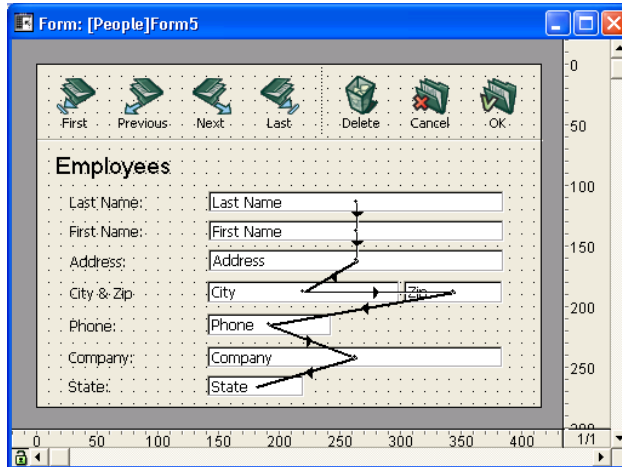 Form: [People]Form5
First Previous Next Last Delete Cancel OK
Employees
Last Name: Last Name
First Name: First Name
Address: Address
City & Zip City Zip
Phone: Phone
Company: Company
State: State
0
50
100
150
200
250
300
0 50 100 150 200 250 300 350 400 1/1